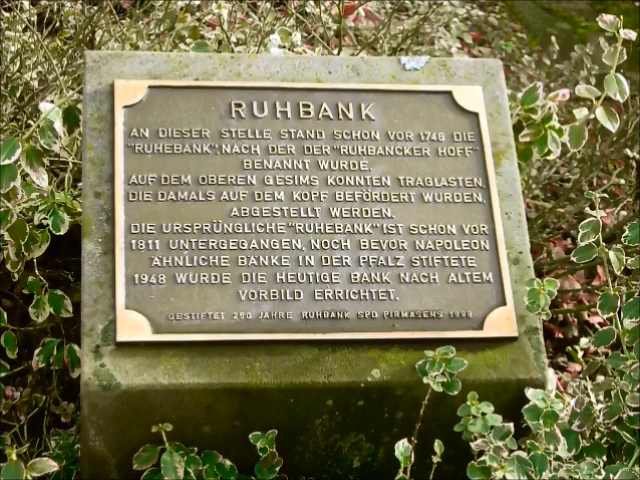 RUHBANK
AN DIESER STELLE STAND SCHON VOR 1746 DIE
"RUHEBANK", NACH DER DER "RUHBANCKER HOFF"
BENANNT WURDE.
AUF DEM OBEREN GESIMS KONNTEN TRAGLASTEN,
DIE DAMALS AUF DEM KOPF BEFÖRDERT WURDEN,
ABGESTELLT WERDEN.
DIE URSPRÜNGLICHE "RUHEBANK" IST SCHON VOR
1811 UNTERGEGANGEN, NOCH BEVOR NAPOLEON
ÄHNLICHE BÄNKE IN DER PFALZ STIFTETE
1948 WURDE DIE HEUTIGE BANK NACH ALTEM
VORBILD ERRICHTET.
GESTIFTET 250 JAHRE RUHBANK SPD PIRMASENS